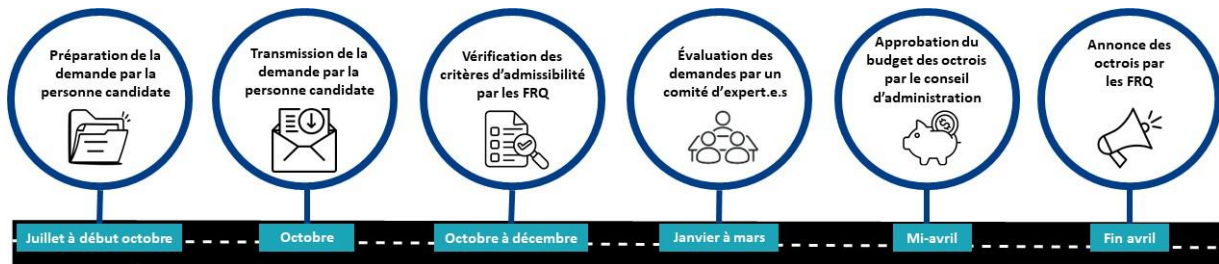 Préparation de la
demande par la
personne candidate
Transmission de la
demande par la
personne candidate
Vérification des
critères d'admissibilité
par les FRQ
Évaluation des
demandes par un
comité d'expert.e.s
Approbation du
budget des octrois
par le conseil
d'administration
Annonce des
octrois par
les FRQ
Juillet à début octobre
Octobre
Octobre à décembre
Janvier à mars
Mi-avril
Fin avril